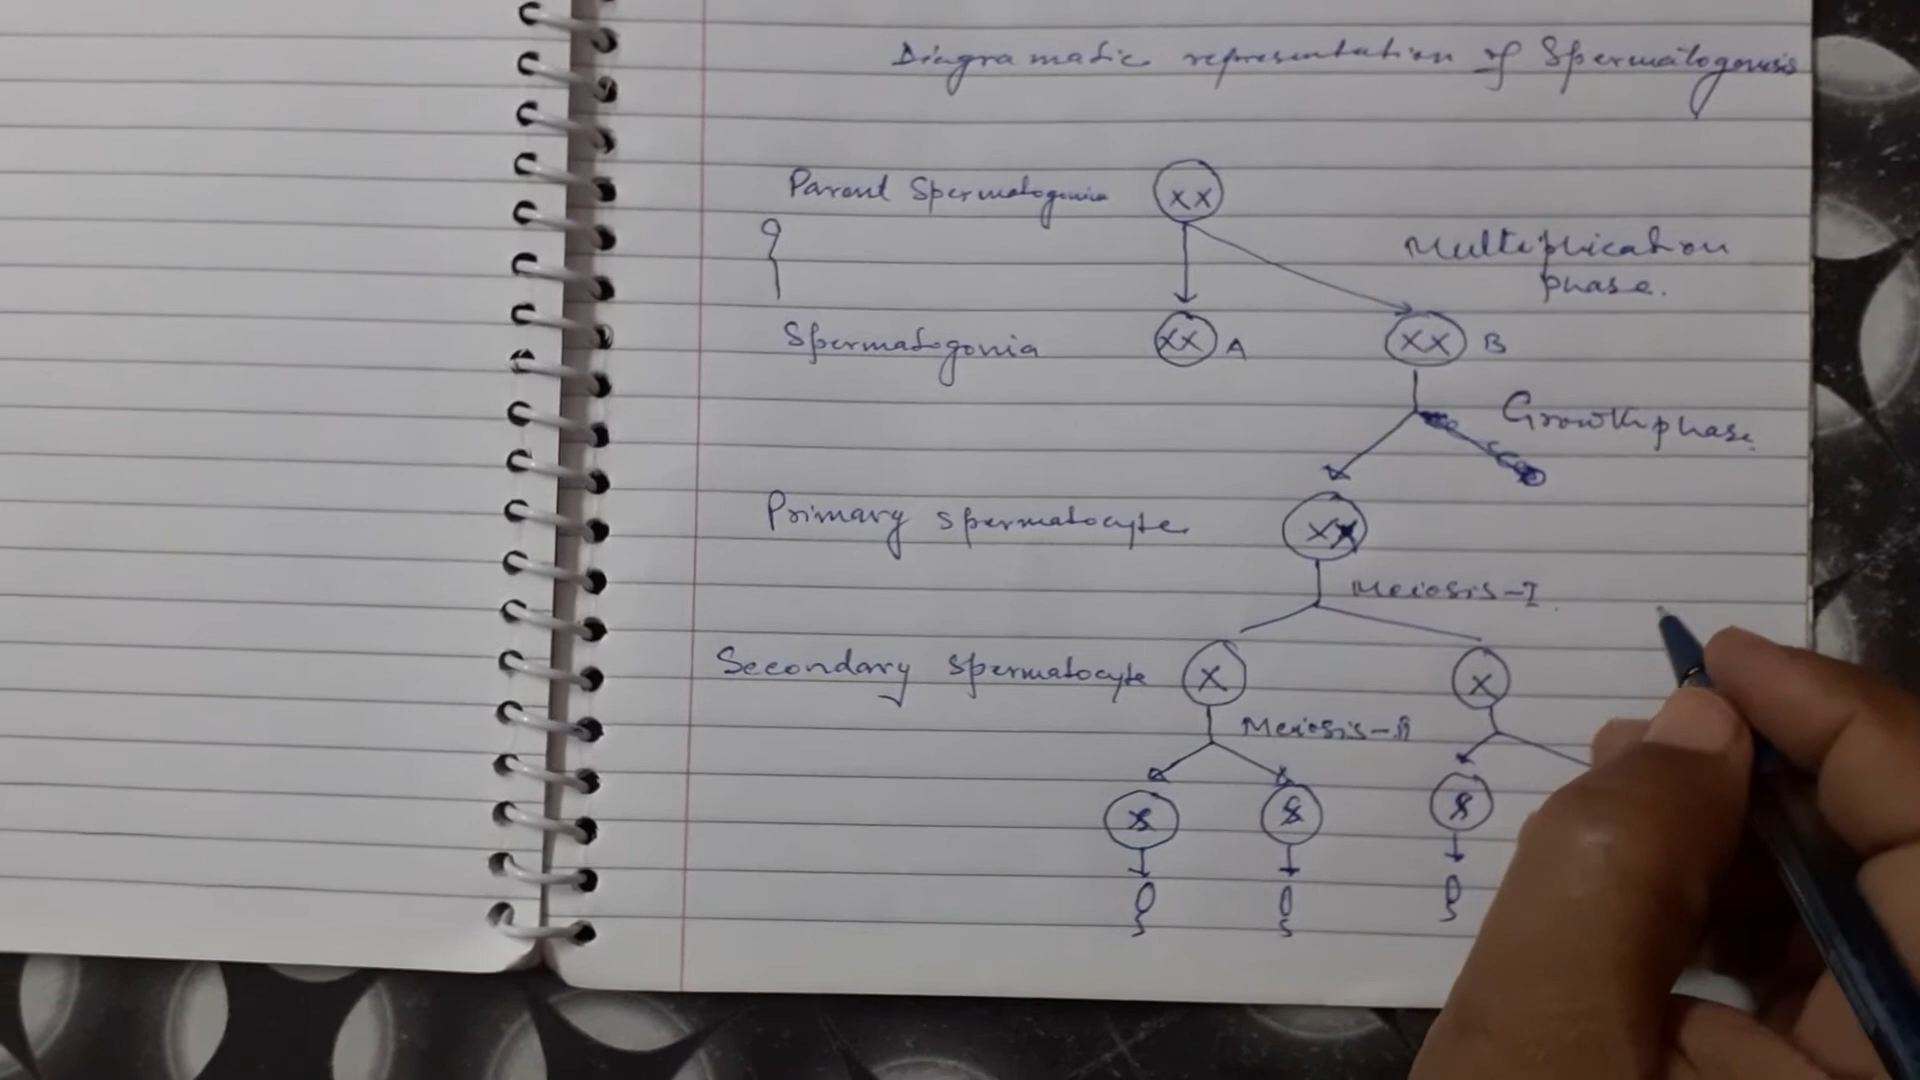 Diagramatic representation of Spermatogenesis
Parent Spermatogonia XX
Multiplication
phase.
Spermatogonia XX A XX B
Growth phase.
Primary spermatocyte XX
Meiosis-I
Secondary spermatocyte X X
Meiosis-II